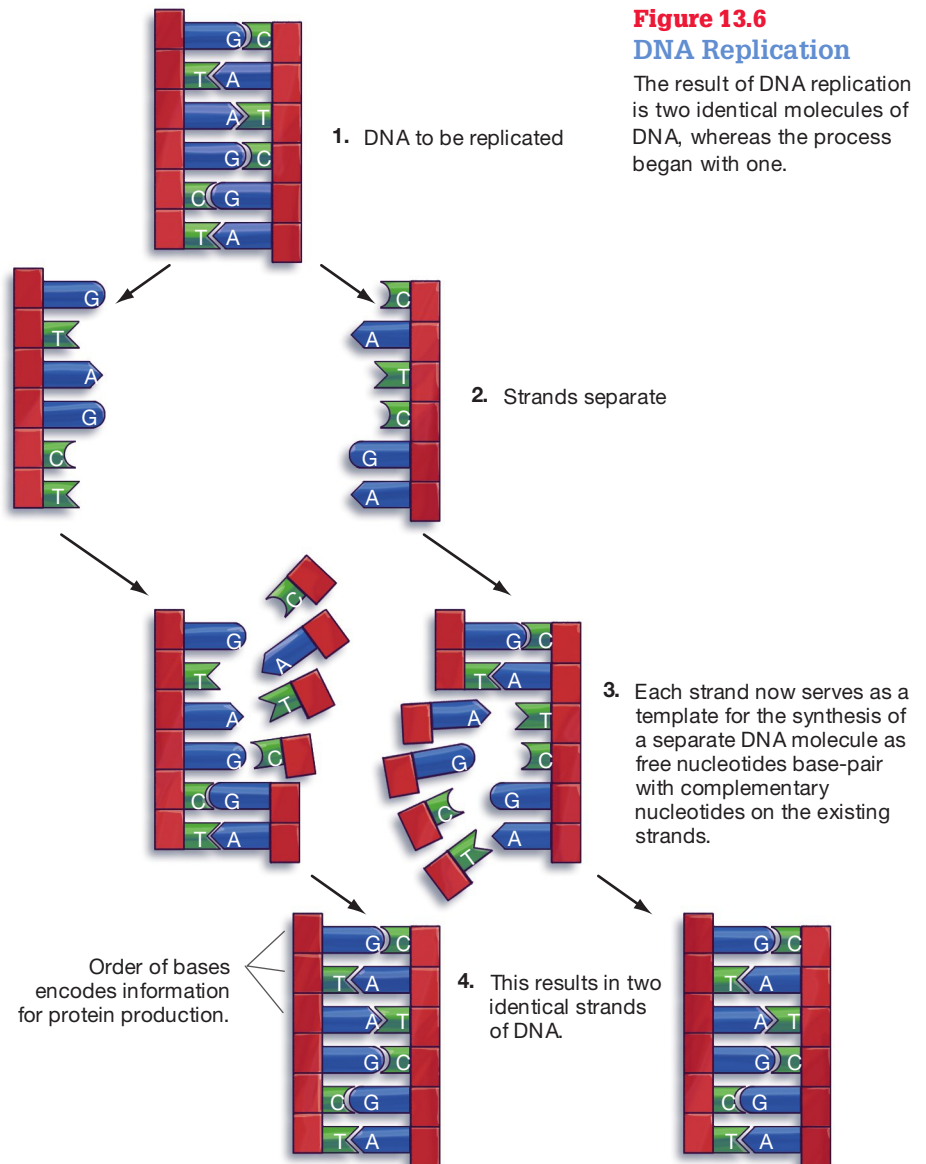 Figure 13.6
DNA Replication
The result of DNA replication
is two identical molecules of
DNA, whereas the process
began with one.
G C
T A
A T
G C
C G
T A
1. DNA to be replicated
G
T
A
G
C
T
C
A
T
C
G
A
2. Strands separate
G
T
A
G
C G
T A
C
A
T
C
G C
T A
T
C
G
A
A
G
C
T
3. Each strand now serves as a
template for the synthesis of
a separate DNA molecule as
free nucleotides base-pair
with complementary
nucleotides on the existing
strands.
Order of bases
encodes information
for protein production.
G C
T A
A T
G C
C G
T A
4. This results in two
identical strands
of DNA.
G C
T A
A T
G C
C G
T A